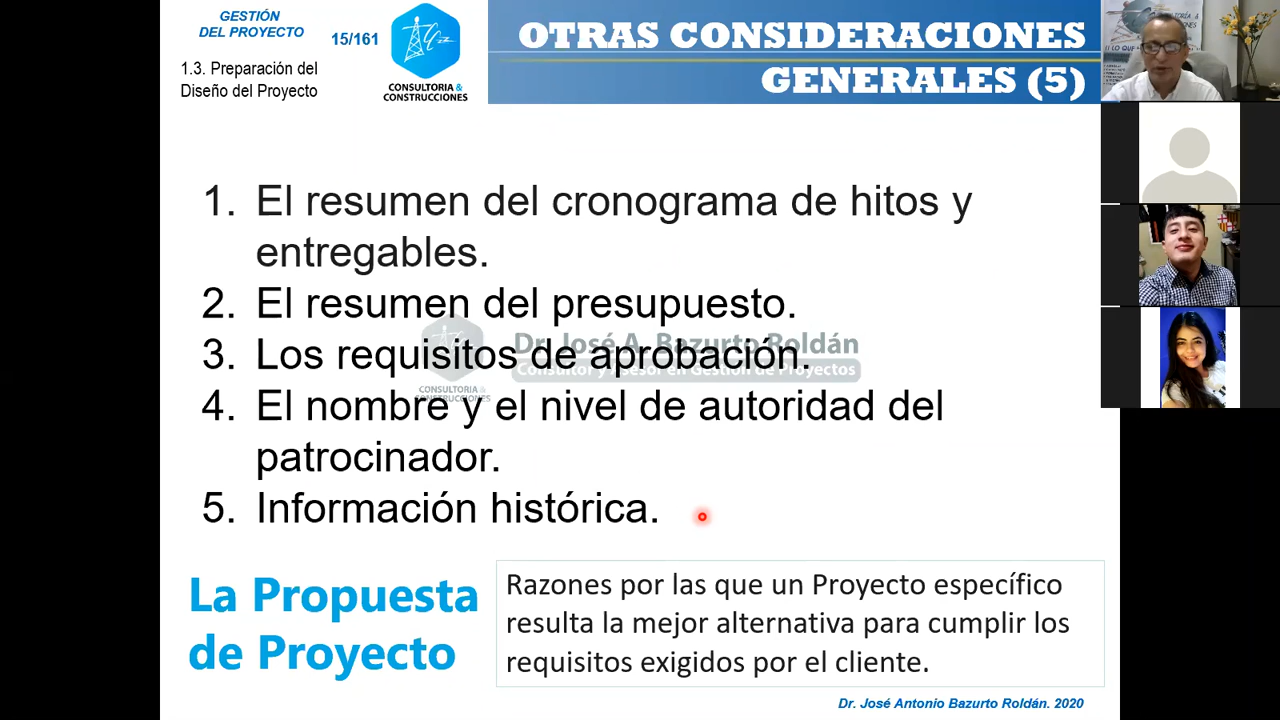 GESTIÓN
DEL PROYECTO
15/161
1.3. Preparación del
Diseño del Proyecto
CONSULTORIA &
CONSTRUCCIONES
OTRAS CONSIDERACIONES
GENERALES (5)
1. El resumen del cronograma de hitos y
entregables.
2. El resumen del presupuesto.
3. Los requisitos de aprobación.
4. El nombre y el nivel de autoridad del
patrocinador.
5. Información histórica.
Dr. José A. Bazurto Roldán
Consultor y Asesor en Gestión de Proyectos
CONSULTORIA &
CONSTRUCCIONES
La Propuesta
de Proyecto
Razones por las que un Proyecto específico
resulta la mejor alternativa para cumplir los
requisitos exigidos por el cliente.
Dr. José Antonio Bazurto Roldán. 2020